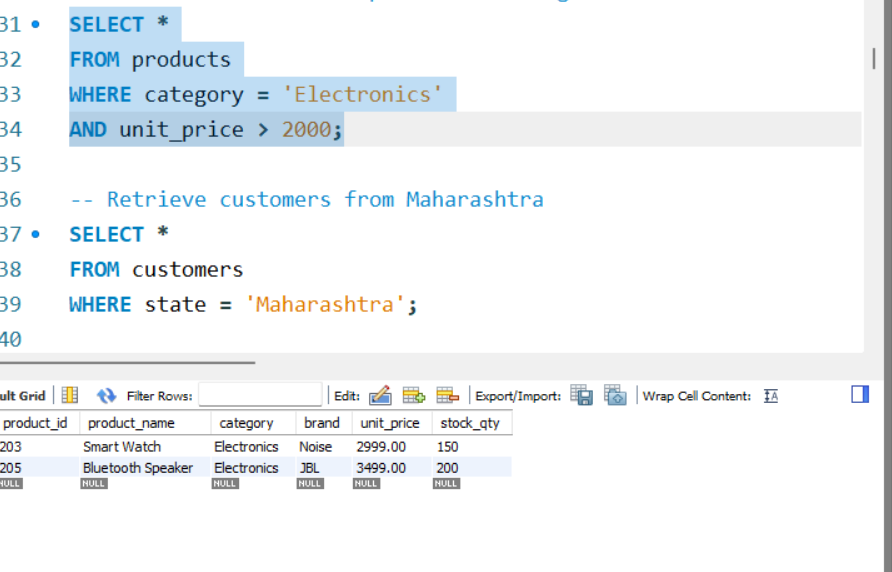 31 SELECT *
32 FROM products
33 WHERE category = 'Electronics'
34 AND unit_price > 2000;
35
36 -- Retrieve customers from Maharashtra
37 SELECT *
38 FROM customers
39 WHERE state = 'Maharashtra';
40
ult Grid Filter Rows: Edit: Export/Import: Wrap Cell Content: IA
product_id product_name category brand unit_price stock_qty
203 Smart Watch Electronics Noise 2999.00 150
205 Bluetooth Speaker Electronics JBL 3499.00 200
NULL NULL NULL NULL NULL NULL